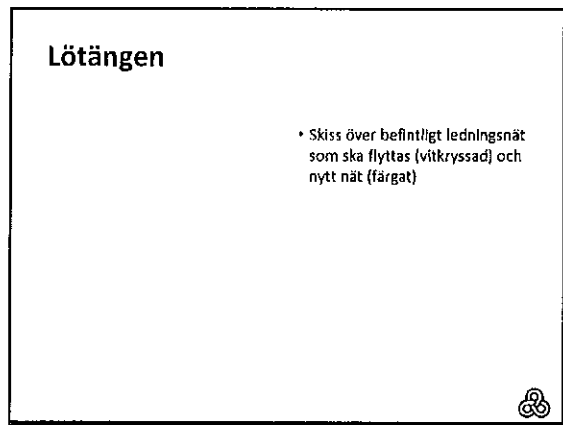 Lötängen
• Skiss över befintligt ledningsnät
som ska flyttas (vitkryssad) och
nytt nät (färgat)